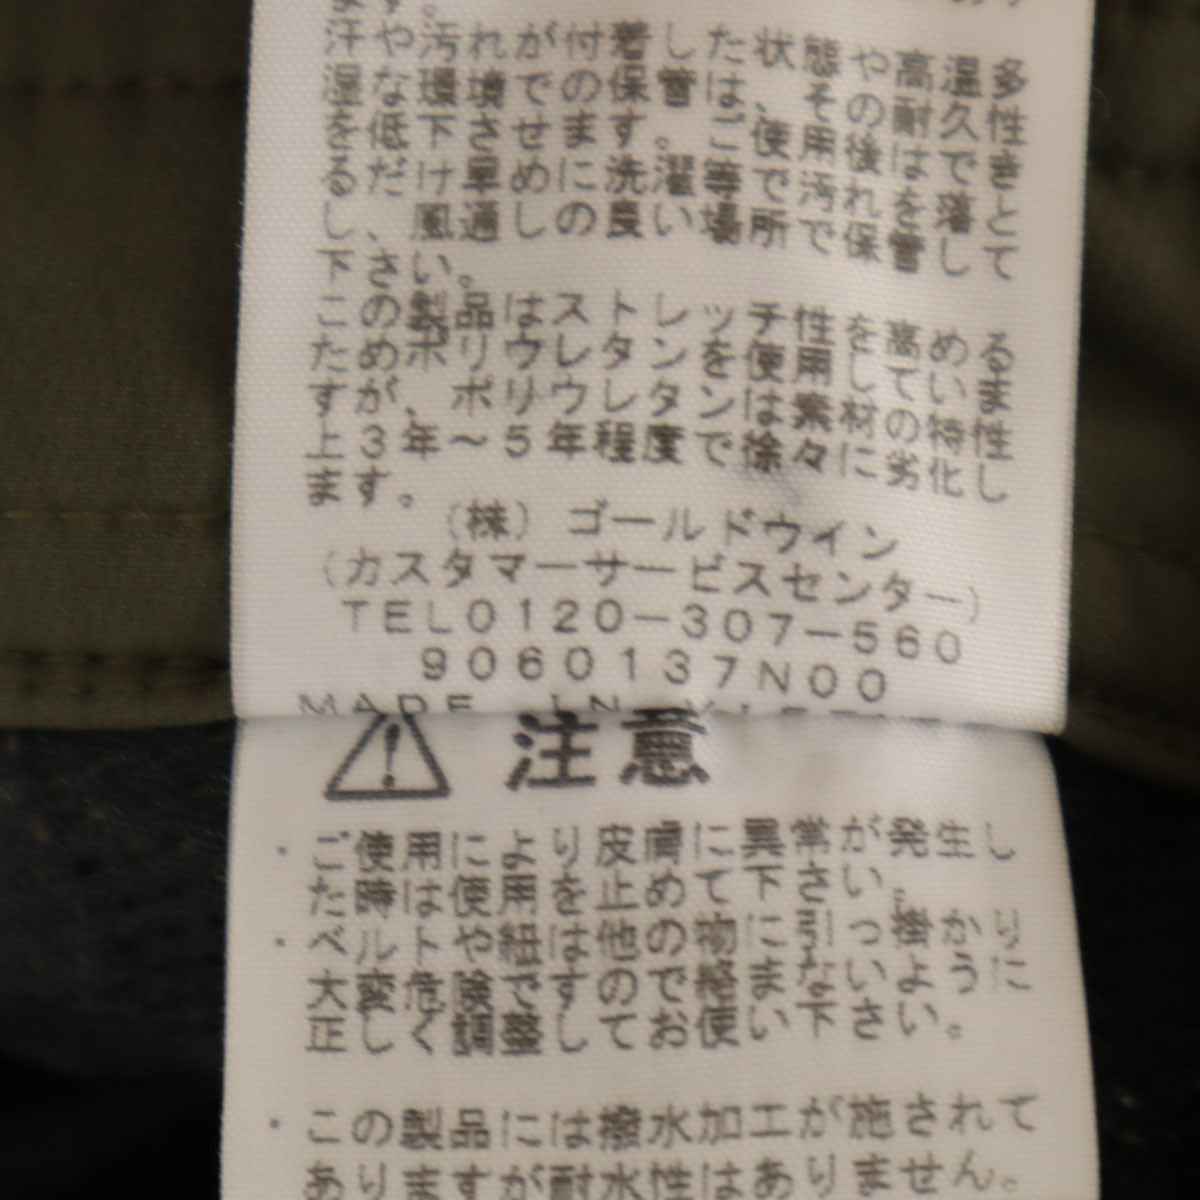 ます。
汗や汚れが付着した状態や高温多
湿な環境での保管は、その耐久性
を低下させます。ご使用後はできる
だけ早めに洗濯等で汚れを落とし、
風通しの良い場所で保管して
下さい。
この製品はストレッチ性を高める
ためポリウレタンを使用していま
すが、ポリウレタンは素材の特性
上3年～5年程度で徐々に劣化し
ます。
(株)ゴールドウイン
(カスタマーサービスセンター)
TEL0120-307-560
9060137N00
MADE IN
注意
・ご使用により皮膚に異常が発生し
た時は使用を止めて下さい。
・ベルトや紐は他の物に引っ掛かり
大変危険ですので絡まないように
正しく調整してお使い下さい。
・この製品には撥水加工が施されて
ありますが耐水性はありません。